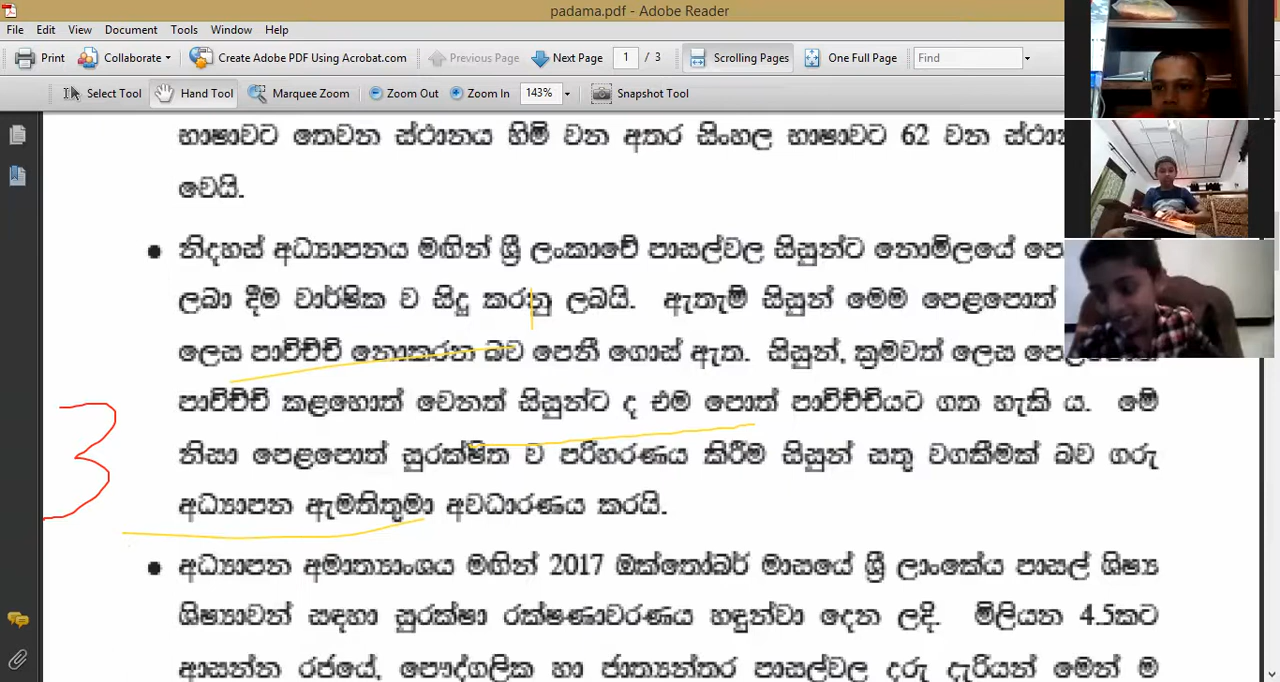 padama.pdf - Adobe Reader
File Edit View Document Tools Window Help
Print Collaborate Create Adobe PDF Using Acrobat.com Previous Page Next Page 1 / 3 Scrolling Pages One Full Page Find
Select Tool Hand Tool Marquee Zoom Zoom Out Zoom In 143% Snapshot Tool
භාෂාවට තෙවන ස්ථානය හිමි වන අතර සිංහල භාෂාවට 62 වන
වෙයි.
● නිදහස් අධ්‍යාපනය මඟින් ශ්‍රී ලංකාවේ පාසල්වල සිසුන්ට නොමිලයේ
ලබා දීම වාර්ෂික ව සිදු කරනු ලබයි. ඇතැම් සිසුන් මෙම පෙළපොත්
ලෙස පාවිච්චි නොකරන බව පෙනී ගොස් ඇත. සිසුන්, ක්‍රමවත් ලෙස
පාවිච්චි කළහොත් වෙනත් සිසුන්ට ද එම පොත් පාවිච්චියට ගත හැකි ය. මේ
3
නිසා පෙළපොත් සුරක්ෂිත ව පරිහරණය කිරීම සිසුන් සතු වගකීමක් බව ගරු
අධ්‍යාපන ඇමතිතුමා අවධාරණය කරයි.
● අධ්‍යාපන අමාත්‍යාංශය මඟින් 2017 ඔක්තෝබර් මාසයේ ශ්‍රී ලාංකේය පාසල් ශිෂ්‍ය
ශිෂ්‍යාවන් සඳහා සුරක්ෂා රක්ෂණාවරණය හඳුන්වා දෙන ලදි. මිලියන 4.5කට
ආසන්න රජයේ, පෞද්ගලික හා ජාත්‍යන්තර පාසල්වල දරු දැරියන් මෙන් ම